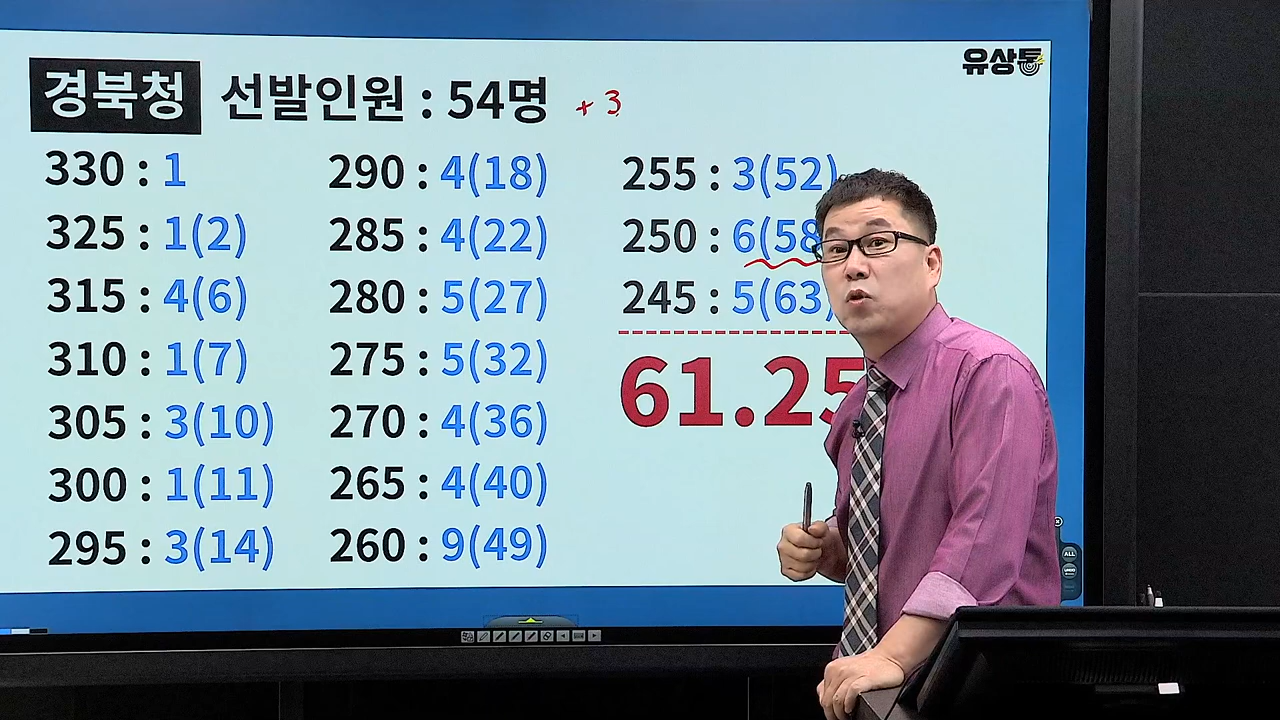 유상통
경북청 선발인원 : 54명 + 3
330 : 1
325 : 1(2)
315 : 4(6)
310 : 1(7)
305 : 3(10)
300 : 1(11)
295 : 3(14)
290 : 4(18)
285 : 4(22)
280 : 5(27)
275 : 5(32)
270 : 4(36)
265 : 4(40)
260 : 9(49)
255 : 3(52)
250 : 6(58
245 : 5(63)
61.25
ALL